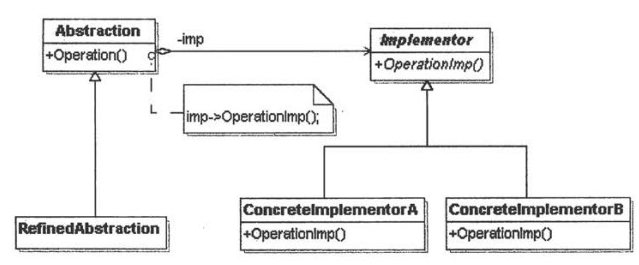 Abstraction
+Operation()
-imp
Implementor
+OperationImp()
imp->OperationImp();
RefinedAbstraction
ConcreteImplementorA
+OperationImp()
ConcreteImplementorB
+OperationImp()